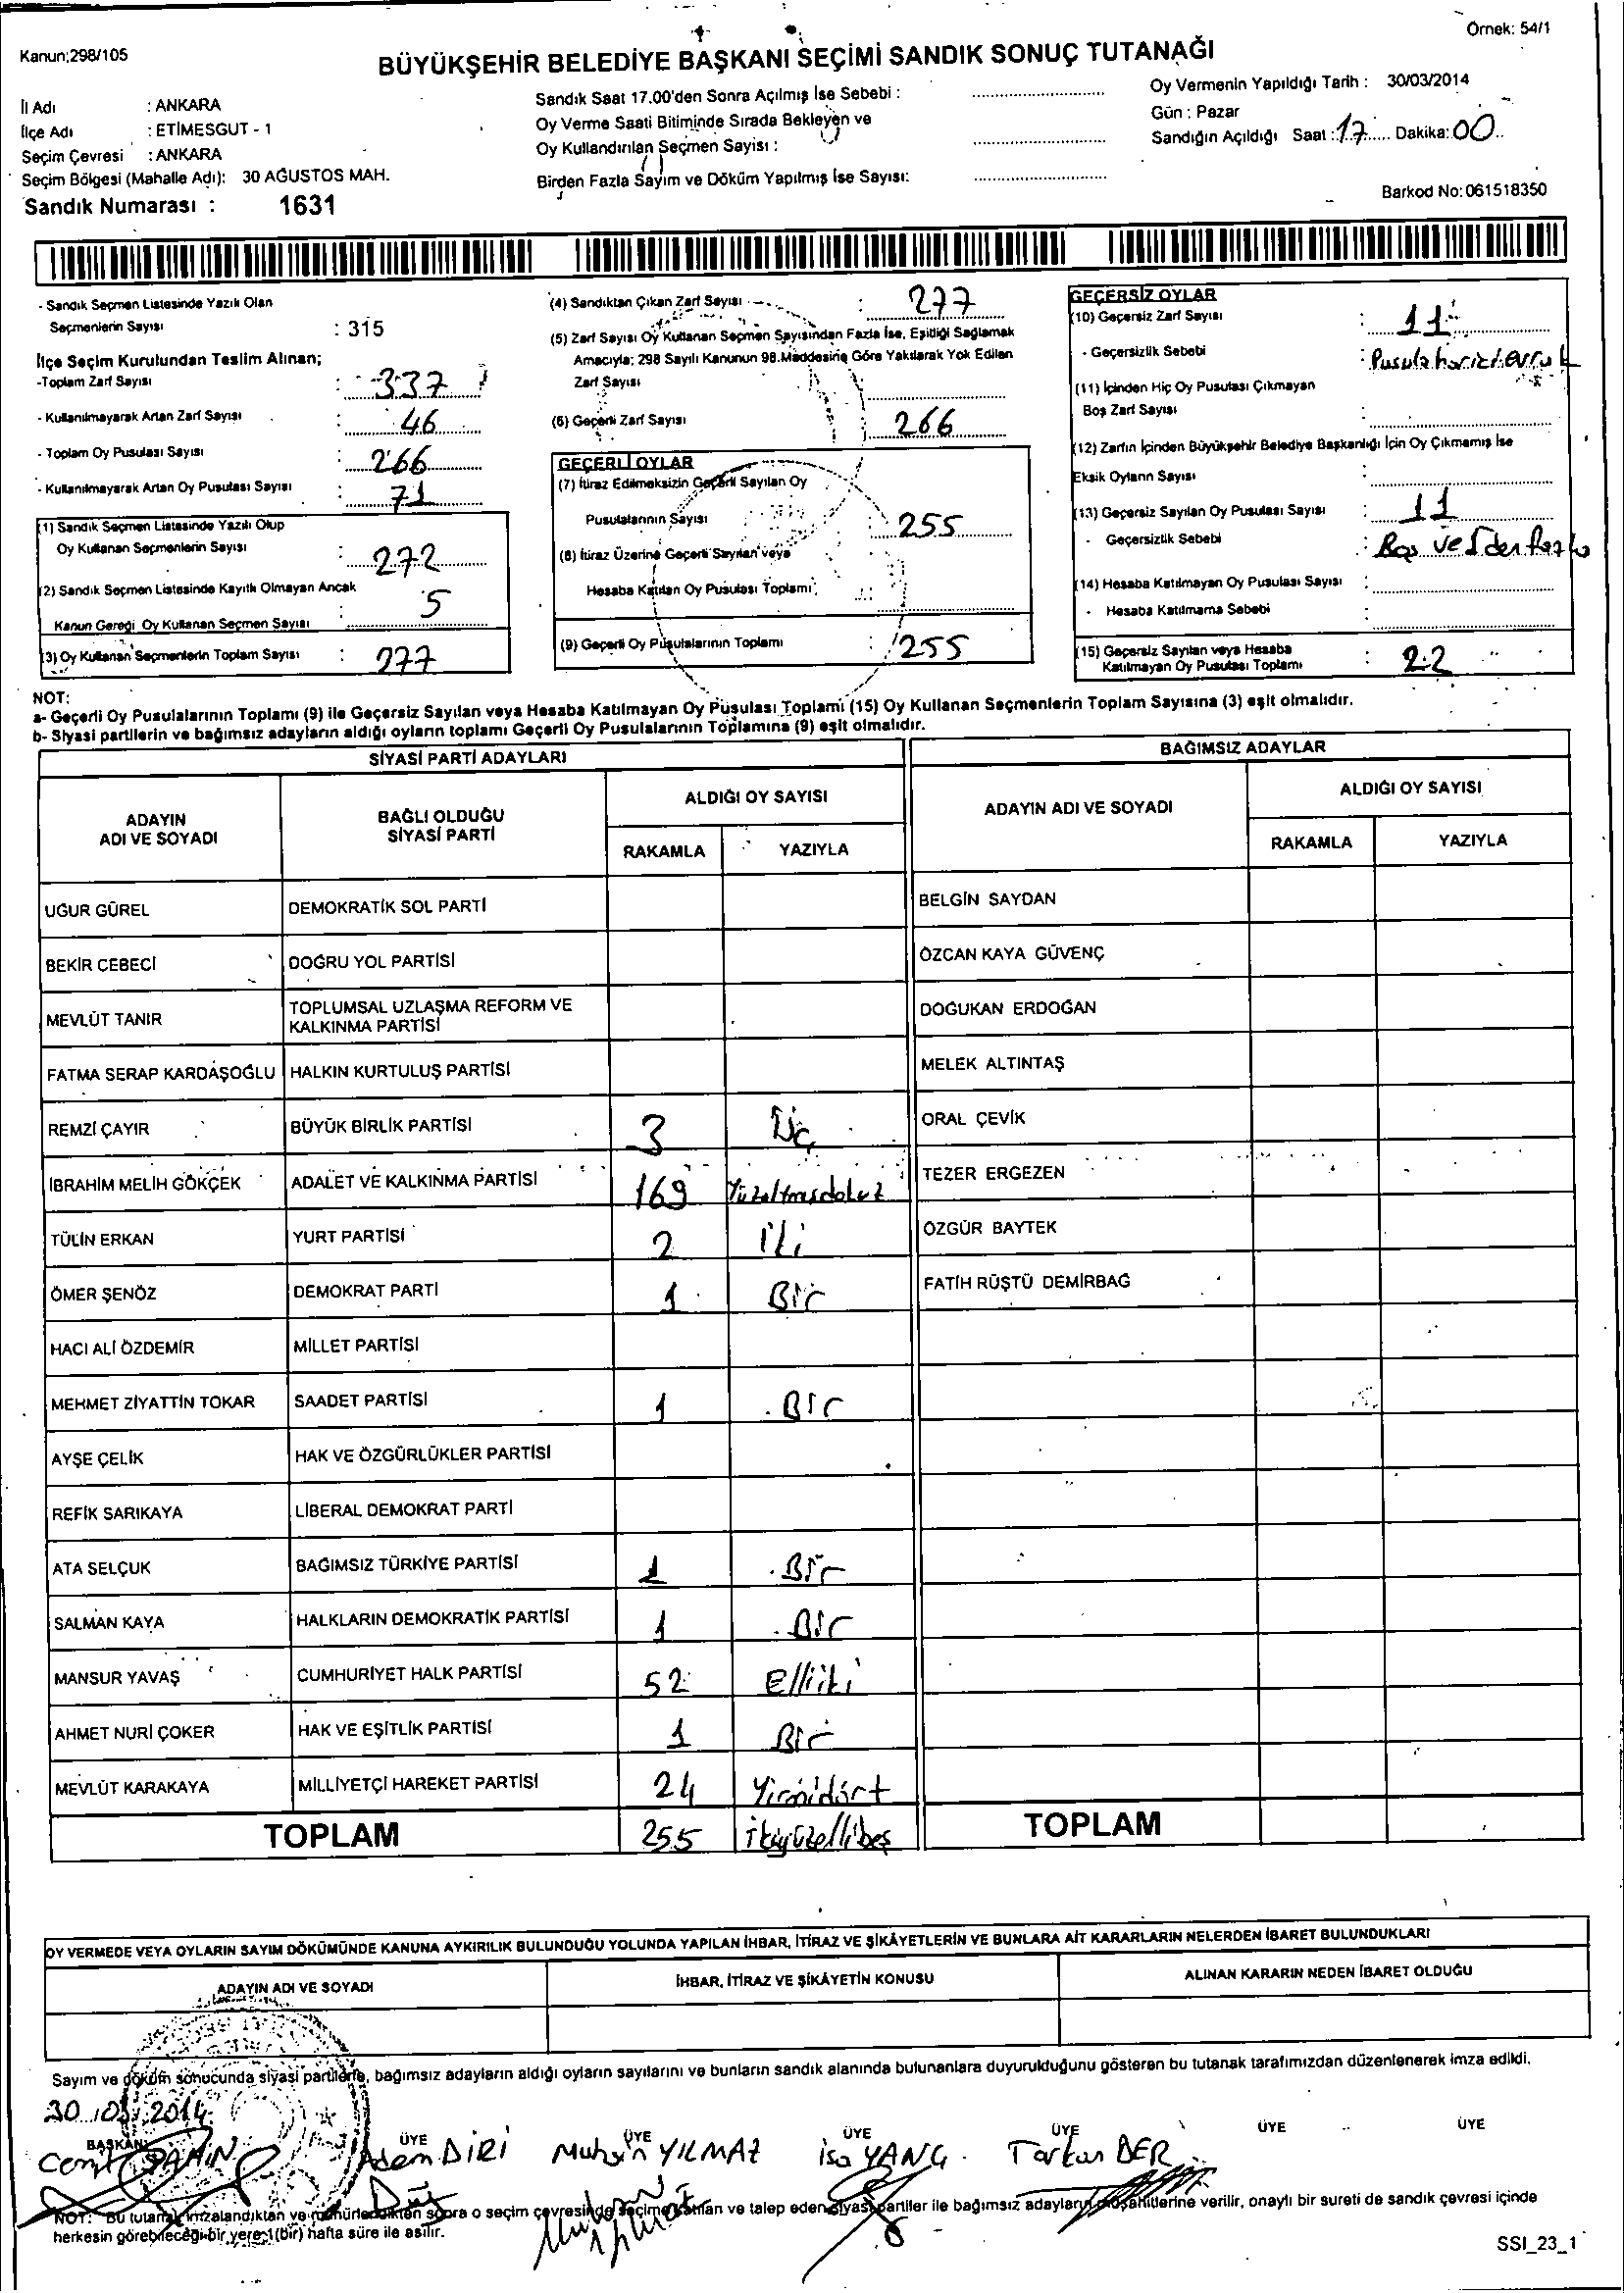 Örnek: 54/1
Kanun;298/105
BÜYÜKŞEHİR BELEDİYE BAŞKANI SEÇİMİ SANDIK SONUÇ TUTANAĞI
İl Adı : ANKARA
İlçe Adı : ETİMESGUT - 1
Seçim Çevresi : ANKARA
Seçim Bölgesi (Mahalle Adı): 30 AĞUSTOS MAH.
Sandık Numarası : 1631
Sandık Saat 17.00'den Sonra Açılmış İse Sebebi :
Oy Verme Saati Bitiminde Sırada Bekleyen ve
Oy Kullandırılan Seçmen Sayısı :
Birden Fazla Sayım ve Döküm Yapılmış İse Sayısı:
Oy Vermenin Yapıldığı Tarih : 30/03/2014
Gün : Pazar
Sandığın Açıldığı Saat :17 Dakika:00
Barkod No:061518350
- Sandık Seçmen Listesinde Yazılı Olan
Seçmenlerin Sayısı : 315
İlçe Seçim Kurulundan Teslim Alınan;
-Toplam Zarf Sayısı : 337
- Kullanılmayarak Artan Zarf Sayısı : 46
- Toplam Oy Pusulası Sayısı : 266
- Kullanılmayarak Artan Oy Pusulası Sayısı : 71
(1) Sandık Seçmen Listesinde Yazılı Olup
Oy Kullanan Seçmenlerin Sayısı : 272
(2) Sandık Seçmen Listesinde Kayıtlı Olmayan Ancak
Kanun Gereği Oy Kullanan Seçmen Sayısı 5
(3) Oy Kullanan Seçmenlerin Toplam Sayısı : 277
(4) Sandıktan Çıkan Zarf Sayısı : 277
(5) Zarf Sayısı Oy Kullanan Seçmen Sayısından Fazla İse, Eşitliği Sağlamak
Amacıyla; 298 Sayılı Kanunun 98.Maddesine Göre Yakılarak Yok Edilen
Zarf Sayısı
(6) Geçerli Zarf Sayısı : 266
GEÇERLİ OYLAR
(7) İtiraz Edilmeksizin Geçerli Sayılan Oy
Pusulalarının Sayısı : 255
(8) İtiraz Üzerine Geçerli Sayılan veya
Hesaba Katılan Oy Pusulası Toplamı :
(9) Geçerli Oy Pusulalarının Toplamı : 255
GEÇERSİZ OYLAR
(10) Geçersiz Zarf Sayısı : 11
- Geçersizlik Sebebi : Pusula harici evrak
(11) İçinden Hiç Oy Pusulası Çıkmayan
Boş Zarf Sayısı :
(12) Zarfın İçinden Büyükşehir Belediye Başkanlığı İçin Oy Çıkmamış İse
Eksik Oyların Sayısı :
(13) Geçersiz Sayılan Oy Pusulası Sayısı : 11
- Geçersizlik Sebebi : Boş ve 1'den fazla
(14) Hesaba Katılmayan Oy Pusulası Sayısı :
- Hesaba Katılmama Sebebi :
(15) Geçersiz Sayılan veya Hesaba
Katılmayan Oy Pusulası Toplamı : 22
NOT:
a- Geçerli Oy Pusulalarının Toplamı (9) ile Geçersiz Sayılan veya Hesaba Katılmayan Oy Pusulası Toplamı (15) Oy Kullanan Seçmenlerin Toplam Sayısına (3) eşit olmalıdır.
b- Siyasi partilerin ve bağımsız adayların aldığı oyların toplamı Geçerli Oy Pusulalarının Toplamına (9) eşit olmalıdır.
SİYASİ PARTİ ADAYLARI BAĞIMSIZ ADAYLAR
ADAYIN ADI VE SOYADI BAĞLI OLDUĞU SİYASİ PARTİ ALDIĞI OY SAYISI ADAYIN ADI VE SOYADI ALDIĞI OY SAYISI
RAKAMLA YAZIYLA RAKAMLA YAZIYLA
UĞUR GÜREL DEMOKRATİK SOL PARTİ BELGİN SAYDAN
BEKİR CEBECİ DOĞRU YOL PARTİSİ ÖZCAN KAYA GÜVENÇ
MEVLÜT TANIR TOPLUMSAL UZLAŞMA REFORM VE KALKINMA PARTİSİ DOĞUKAN ERDOĞAN
FATMA SERAP KARDAŞOĞLU HALKIN KURTULUŞ PARTİSİ MELEK ALTINTAŞ
REMZİ ÇAYIR BÜYÜK BİRLİK PARTİSİ 3 Üç ORAL ÇEVİK
İBRAHİM MELİH GÖKÇEK ADALET VE KALKINMA PARTİSİ 169 Yüzaltmışdokuz TEZER ERGEZEN
TÜLİN ERKAN YURT PARTİSİ 2 iki ÖZGÜR BAYTEK
ÖMER ŞENÖZ DEMOKRAT PARTİ 1 Bir FATİH RÜŞTÜ DEMİRBAĞ
HACI ALİ ÖZDEMİR MİLLET PARTİSİ
MEHMET ZİYATTİN TOKAR SAADET PARTİSİ 1 Bir
AYŞE ÇELİK HAK VE ÖZGÜRLÜKLER PARTİSİ
REFİK SARIKAYA LİBERAL DEMOKRAT PARTİ
ATA SELÇUK BAĞIMSIZ TÜRKİYE PARTİSİ 1 Bir
SALMAN KAYA HALKLARIN DEMOKRATİK PARTİSİ 1 Bir
MANSUR YAVAŞ CUMHURİYET HALK PARTİSİ 52 Elliiki
AHMET NURİ ÇOKER HAK VE EŞİTLİK PARTİSİ 1 Bir
MEVLÜT KARAKAYA MİLLİYETÇİ HAREKET PARTİSİ 24 Yirmidört
TOPLAM 255 İkiyüzellibeş TOPLAM
OY VERMEDE VEYA OYLARIN SAYIM DÖKÜMÜNDE KANUNA AYKIRILIK BULUNDUĞU YOLUNDA YAPILAN İHBAR, İTİRAZ VE ŞİKÂYETLERİN VE BUNLARA AİT KARARLARIN NELERDEN İBARET BULUNDUKLARI
ADAYIN ADI VE SOYADI İHBAR, İTİRAZ VE ŞİKÂYETİN KONUSU ALINAN KARARIN NEDEN İBARET OLDUĞU
Sayım ve döküm sonucunda siyasi partilerle, bağımsız adayların aldığı oyların sayılarını ve bunların sandık alanında bulunanlara duyurulduğunu gösteren bu tutanak tarafımızdan düzenlenerek imza edildi.
30.03.2014
BAŞKAN ÜYE ÜYE ÜYE ÜYE ÜYE ÜYE
Adem DİRİ Muhsin YILMAZ İsa YANG Tarkan DER
NOT: Bu tutanak imzalandıktan ve mühürlendikten sonra o seçim çevresinde seçime katılan ve talep eden siyasi partiler ile bağımsız adayların müşahitlerine verilir, onaylı bir sureti de sandık çevresi içinde
herkesin görebileceği bir yere 1(bir) hafta süre ile asılır.
SSI_23_1